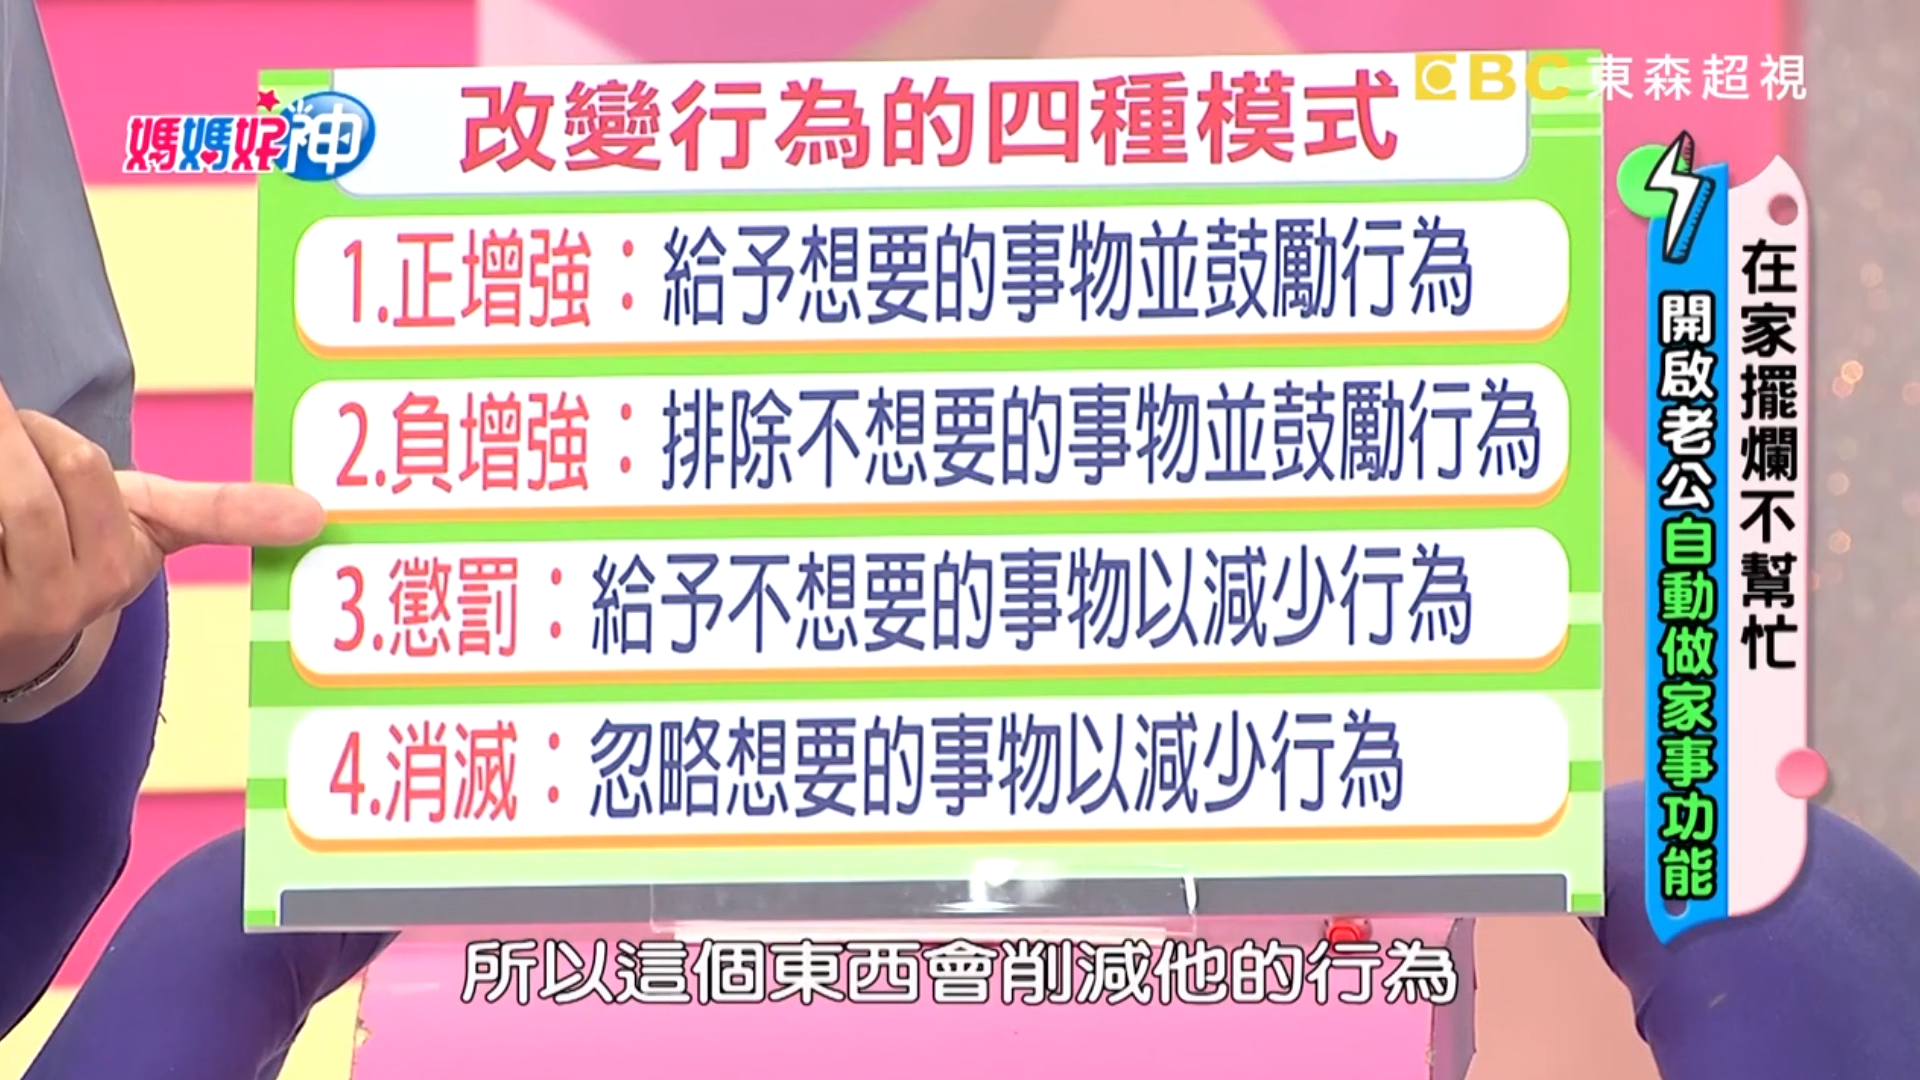 EBC 東森超視
媽媽好神
改變行為的四種模式
1.正增強：給予想要的事物並鼓勵行為
2.負增強：排除不想要的事物並鼓勵行為
3.懲罰：給予不想要的事物以減少行為
4.消滅：忽略想要的事物以減少行為
在家擺爛不幫忙
開啟老公自動做家事功能
所以這個東西會削減他的行為